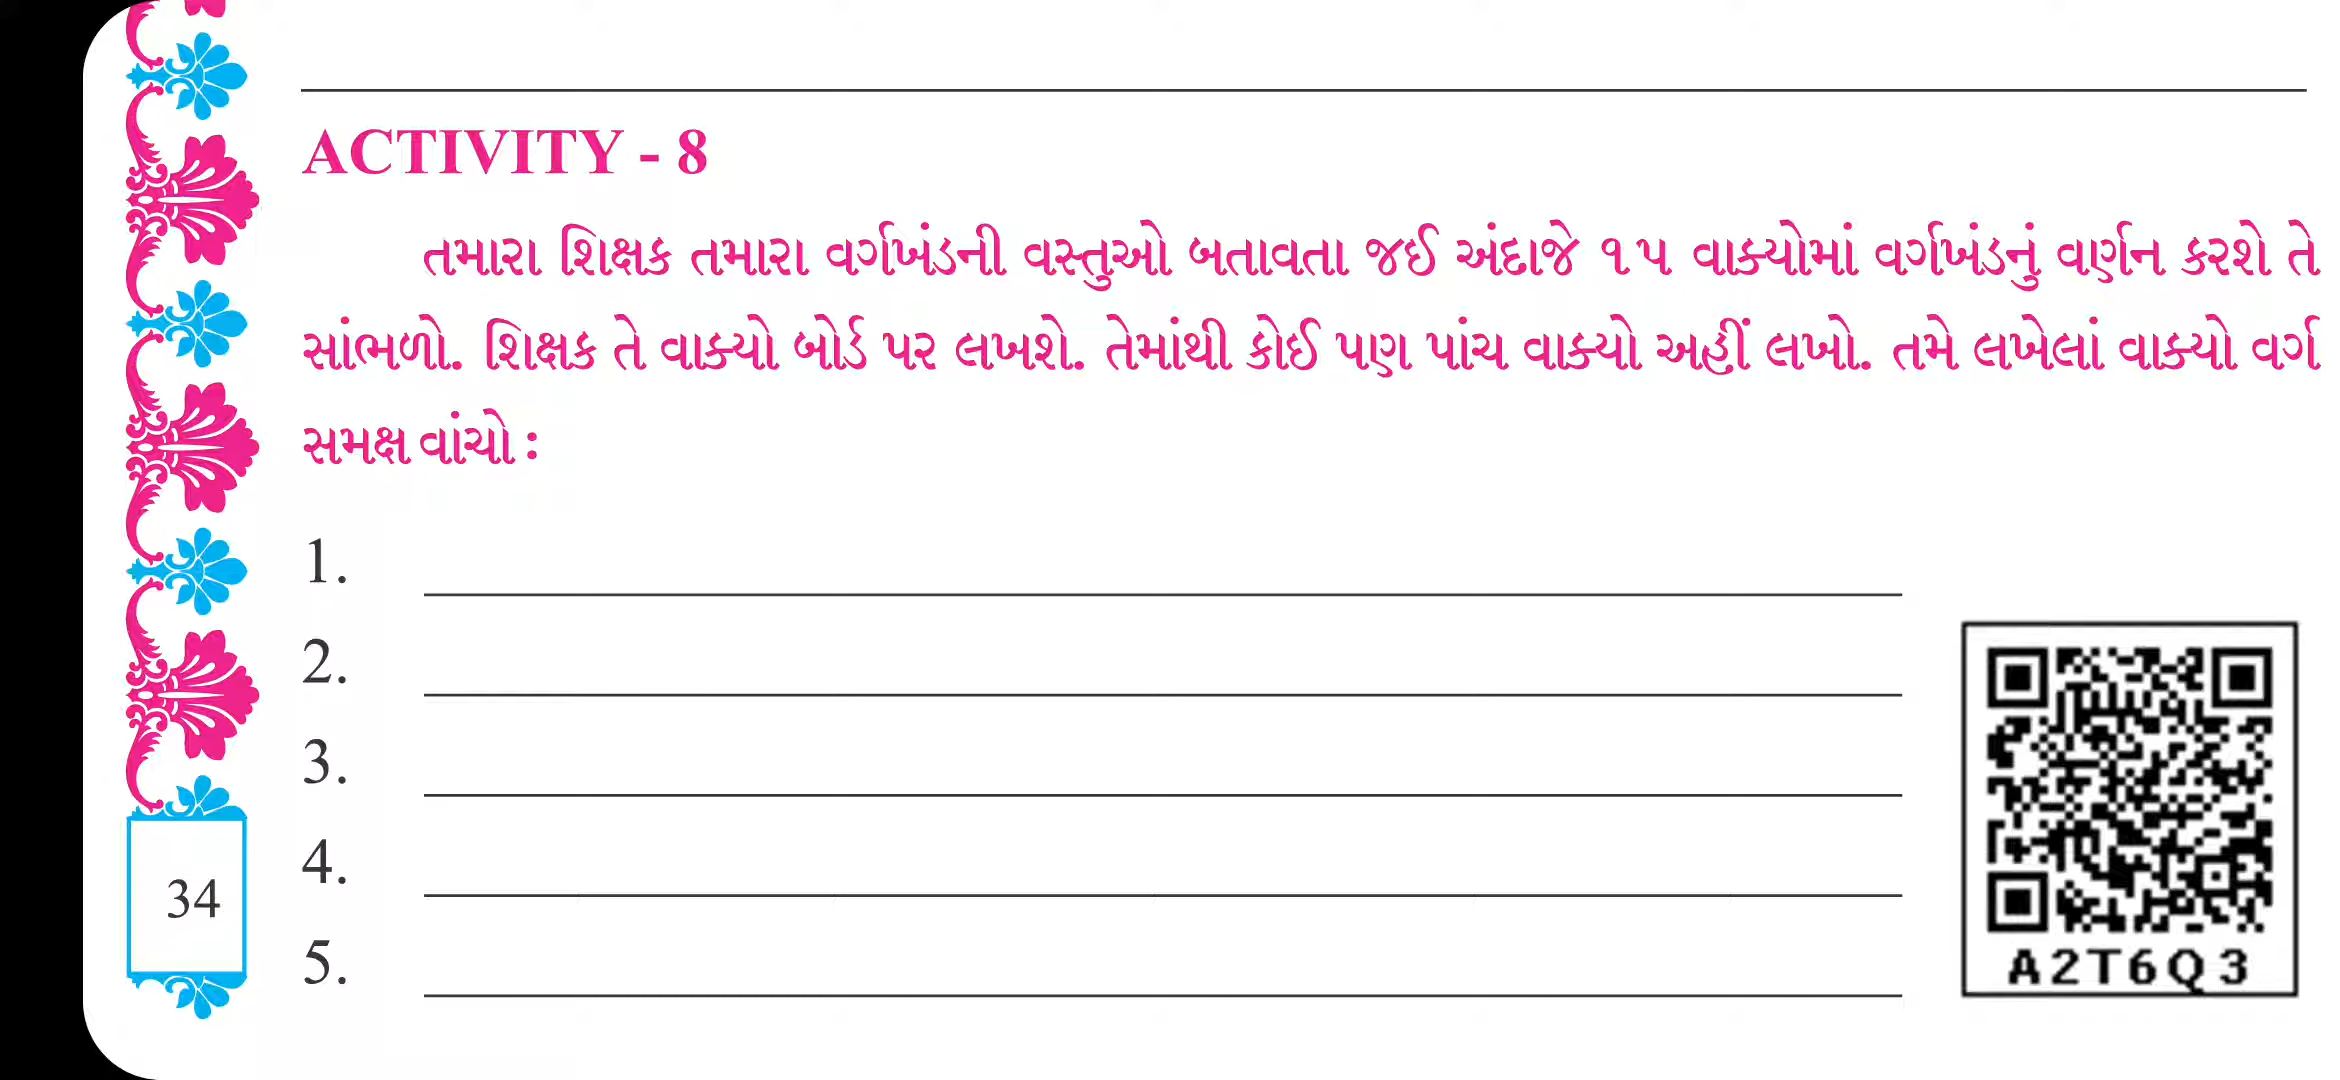 ACTIVITY - 8
તમારા શિક્ષક તમારા વર્ગખંડની વસ્તુઓ બતાવતા જઈ અંદાજે ૧૫ વાક્યોમાં વર્ગખંડનું વર્ણન કરશે તે
સાંભળો. શિક્ષક તે વાક્યો બોર્ડ પર લખશે. તેમાંથી કોઈ પણ પાંચ વાક્યો અહીં લખો. તમે લખેલાં વાક્યો વર્ગ
સમક્ષ વાંચો :
1.
2.
3.
4.
5.
34
A2T6Q3